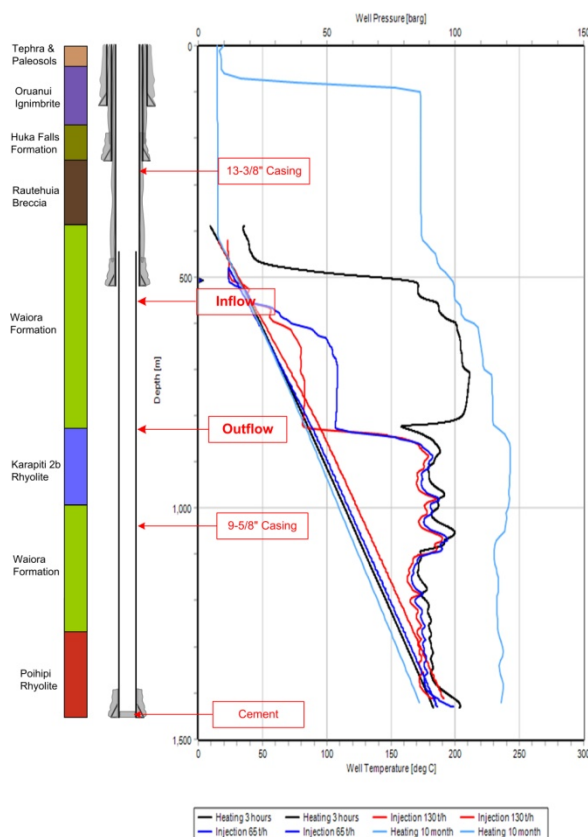 Well Pressure [barg]
0
50
100
150
Tephra &
Paleosols
Oruanui
Ignimbrite
Huka Falls
Formation
Rautehuia
Breccia
Waiora
Formation
Karapiti 2b
Rhyolite
Waiora
Formation
Poihipi
Rhyolite
13-3/8" Casing
Inflow
Outflow
9-5/8" Casing
Cement
Depth [m]
0
500
1,000
1,500
0
50
100
150
200
250
300
Well Temperature [deg C]
Heating 3 hours
Heating 3 hours
Injection 130 t/h
Injection 130 t/h
Injection 65 t/h
Injection 65 t/h
Heating 10 month
Heating 10 month